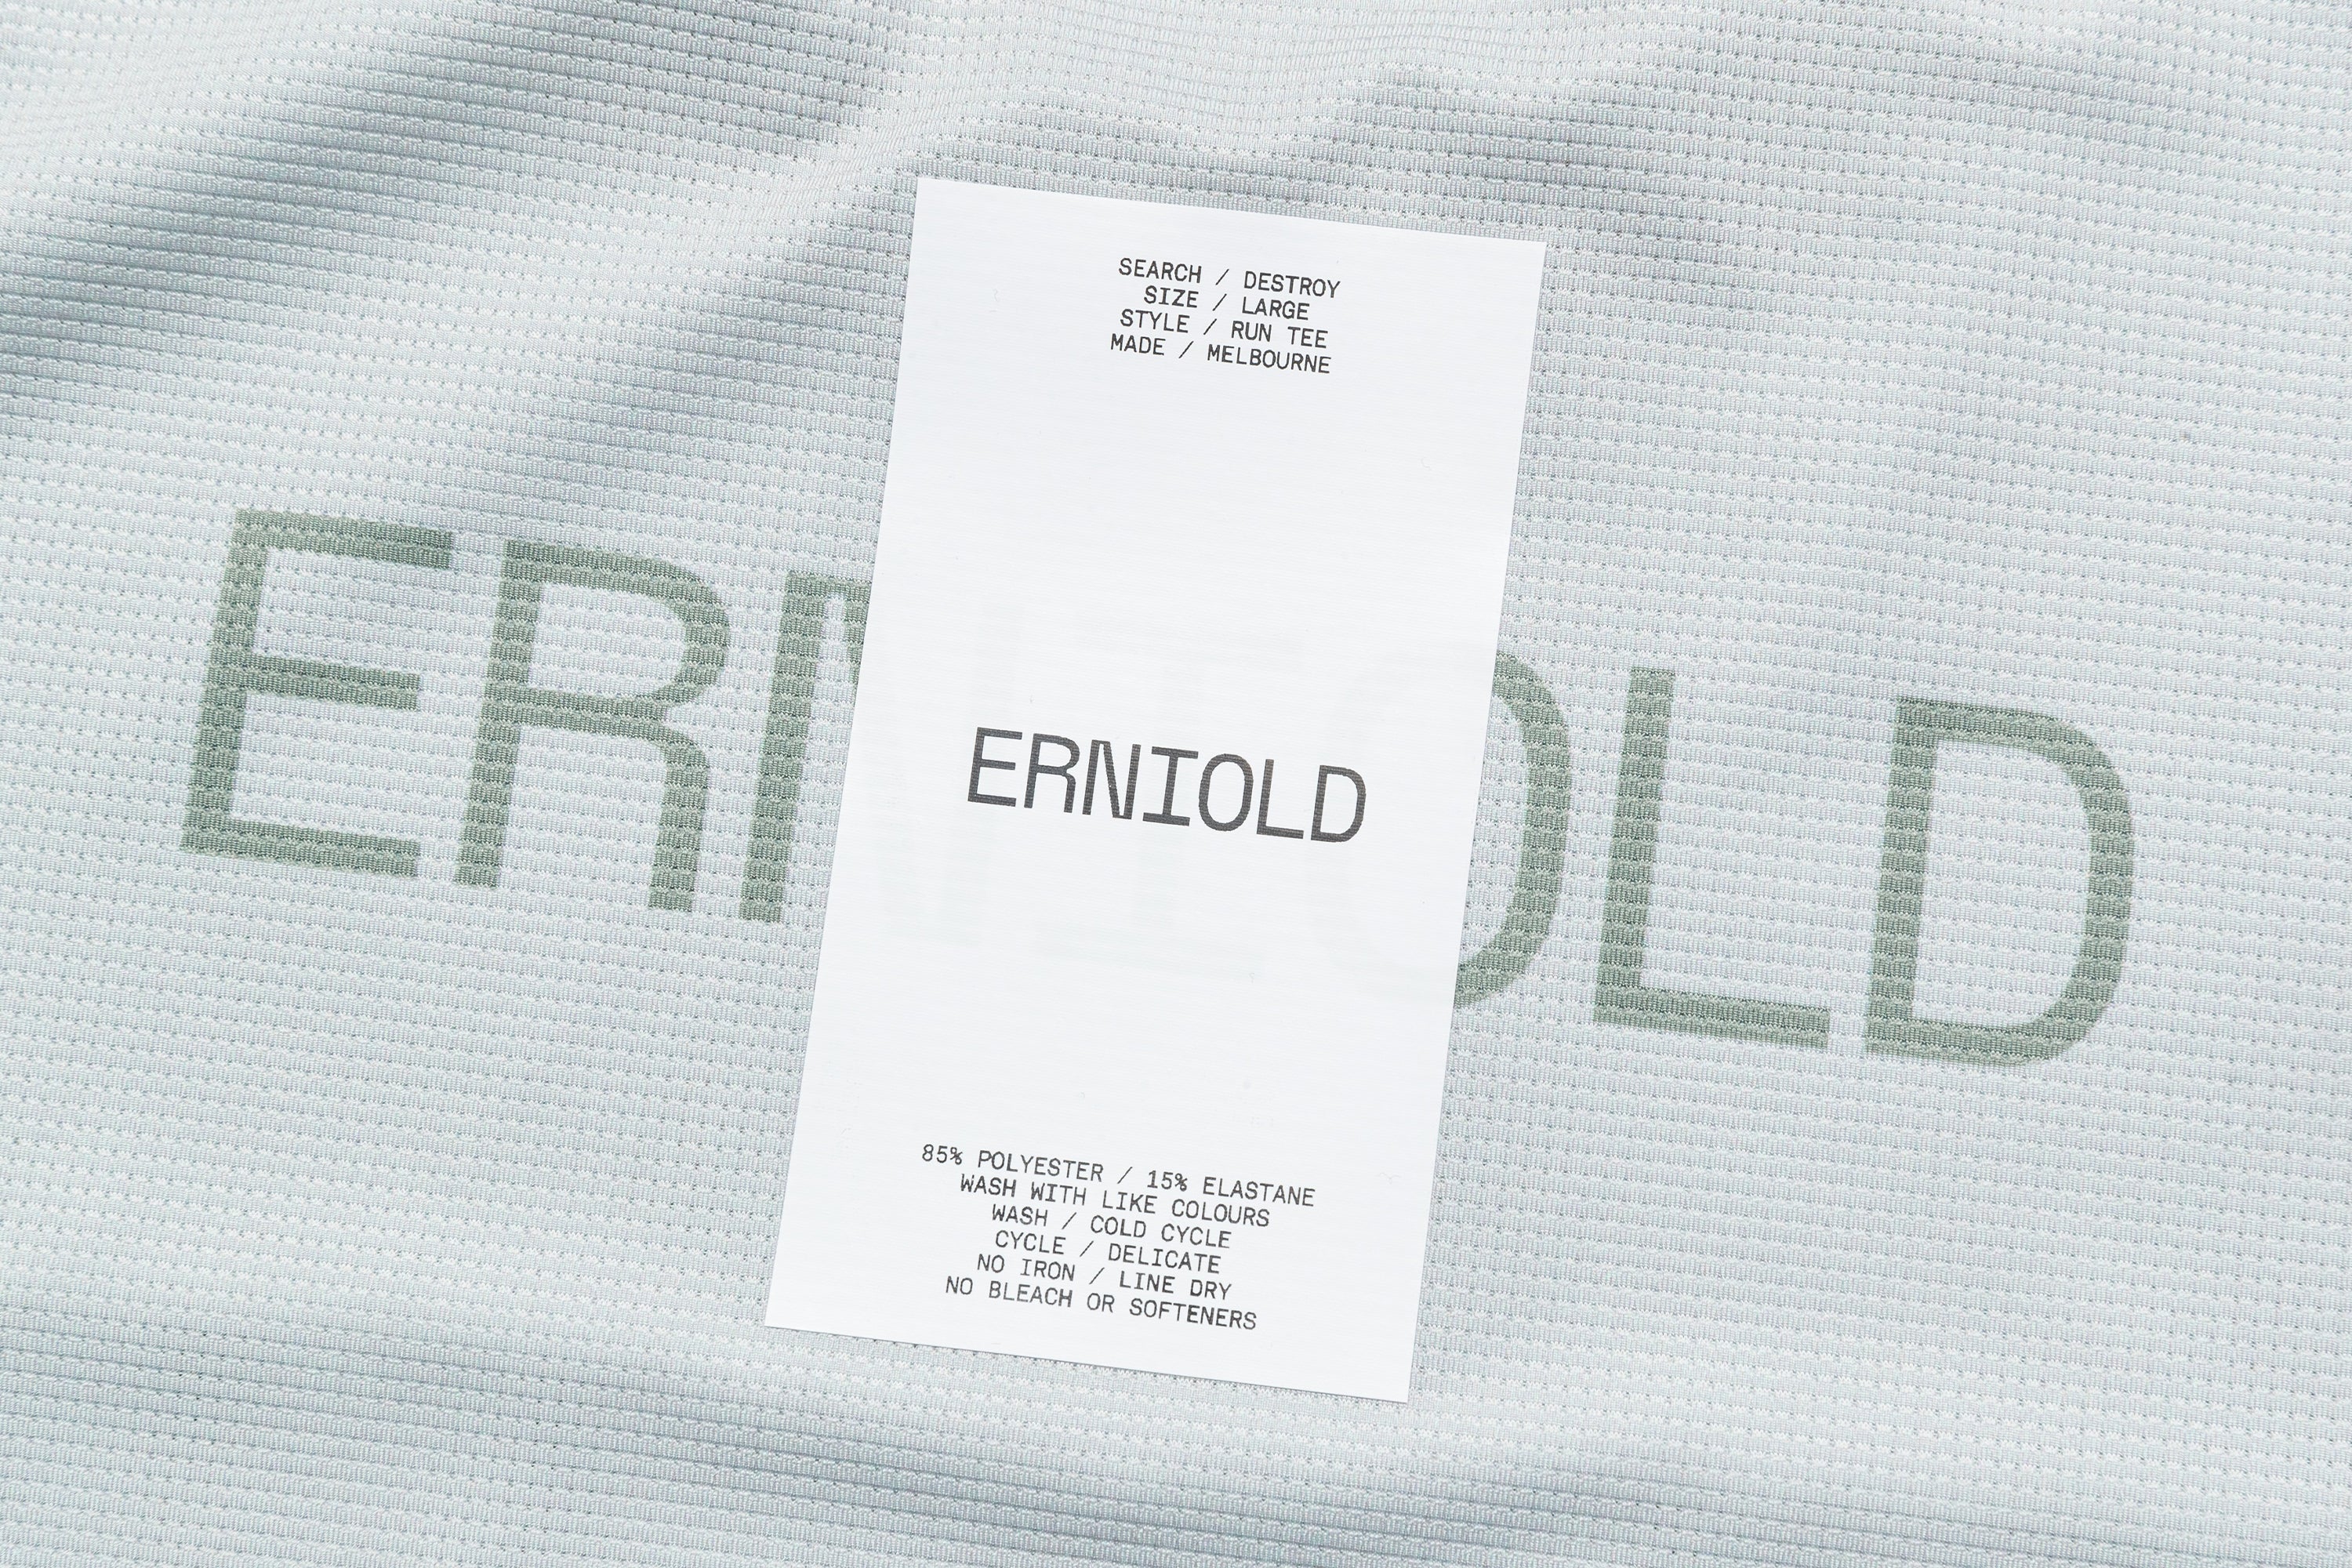 SEARCH / DESTROY
SIZE / LARGE
STYLE / RUN TEE
MADE / MELBOURNE
ERNIOLD
ERNIOLD
85% POLYESTER / 15% ELASTANE
WASH WITH LIKE COLOURS
WASH / COLD CYCLE
CYCLE / DELICATE
NO IRON / LINE DRY
NO BLEACH OR SOFTENERS